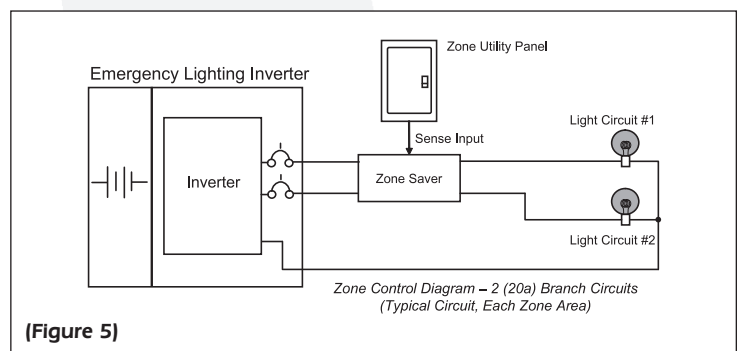 Zone Utility Panel
Emergency Lighting Inverter
Light Circuit #1
Sense Input
Inverter
Zone Saver
Light Circuit #2
Zone Control Diagram – 2 (20a) Branch Circuits
(Typical Circuit, Each Zone Area)
(Figure 5)